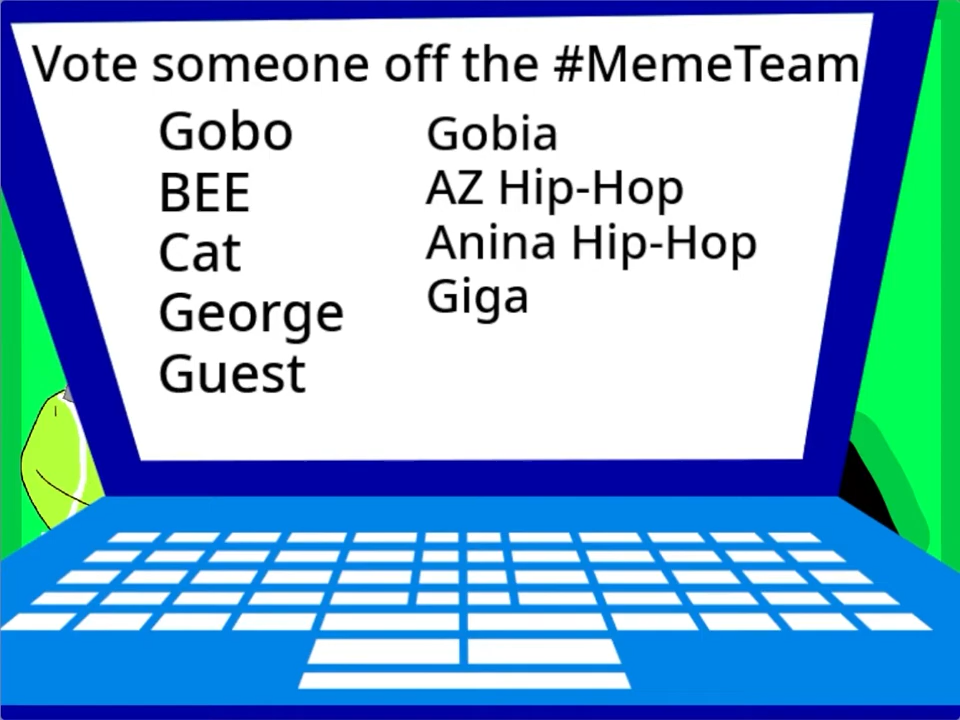 Vote someone off the #MemeTeam
Gobo
BEE
Cat
George
Guest
Gobia
AZ Hip-Hop
Anina Hip-Hop
Giga